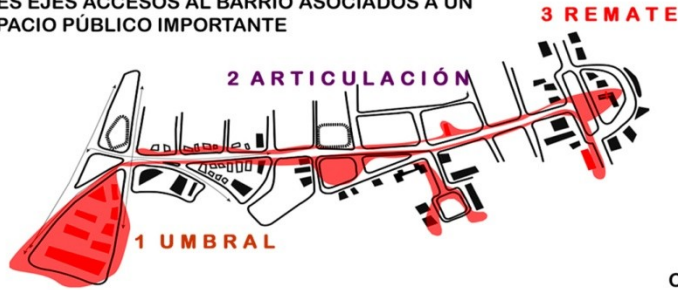 ES EJES ACCESOS AL BARRIO ASOCIADOS A UN
PACIO PÚBLICO IMPORTANTE
3 REMATE
2 ARTICULACIÓN
1 UMBRAL